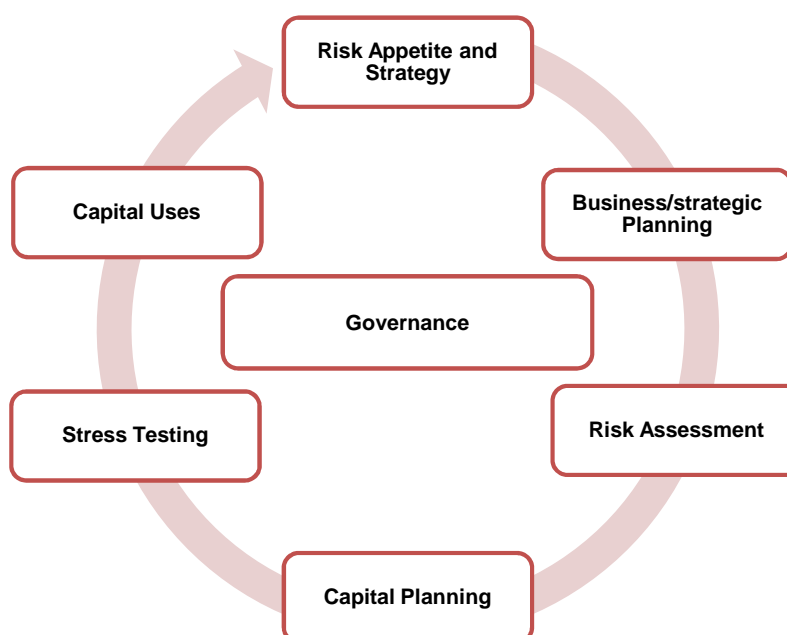 Risk Appetite and
Strategy
Capital Uses
Business/strategic
Planning
Governance
Stress Testing
Risk Assessment
Capital Planning